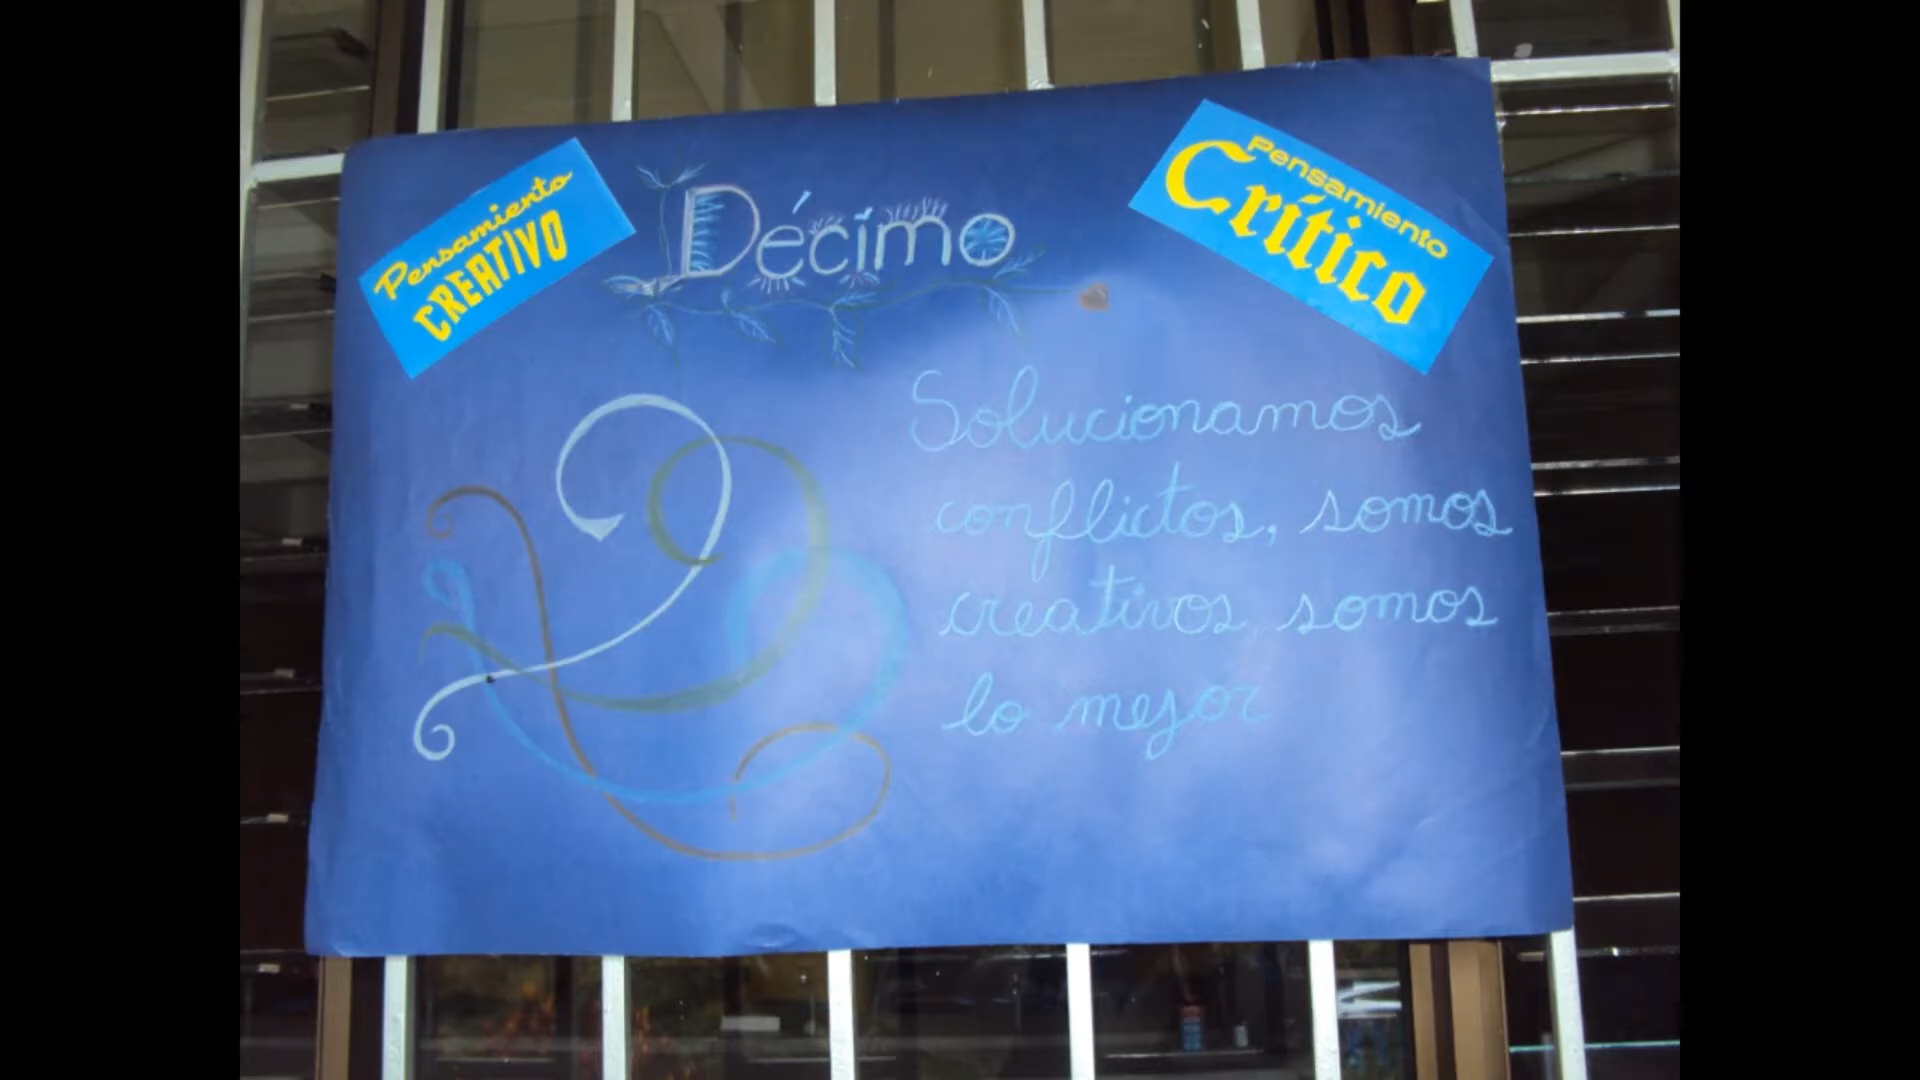 Pensamiento
CREATIVO
Décimo
Pensamiento
Crítico
Solucionamos
conflictos, somos
creativos, somos
lo mejor